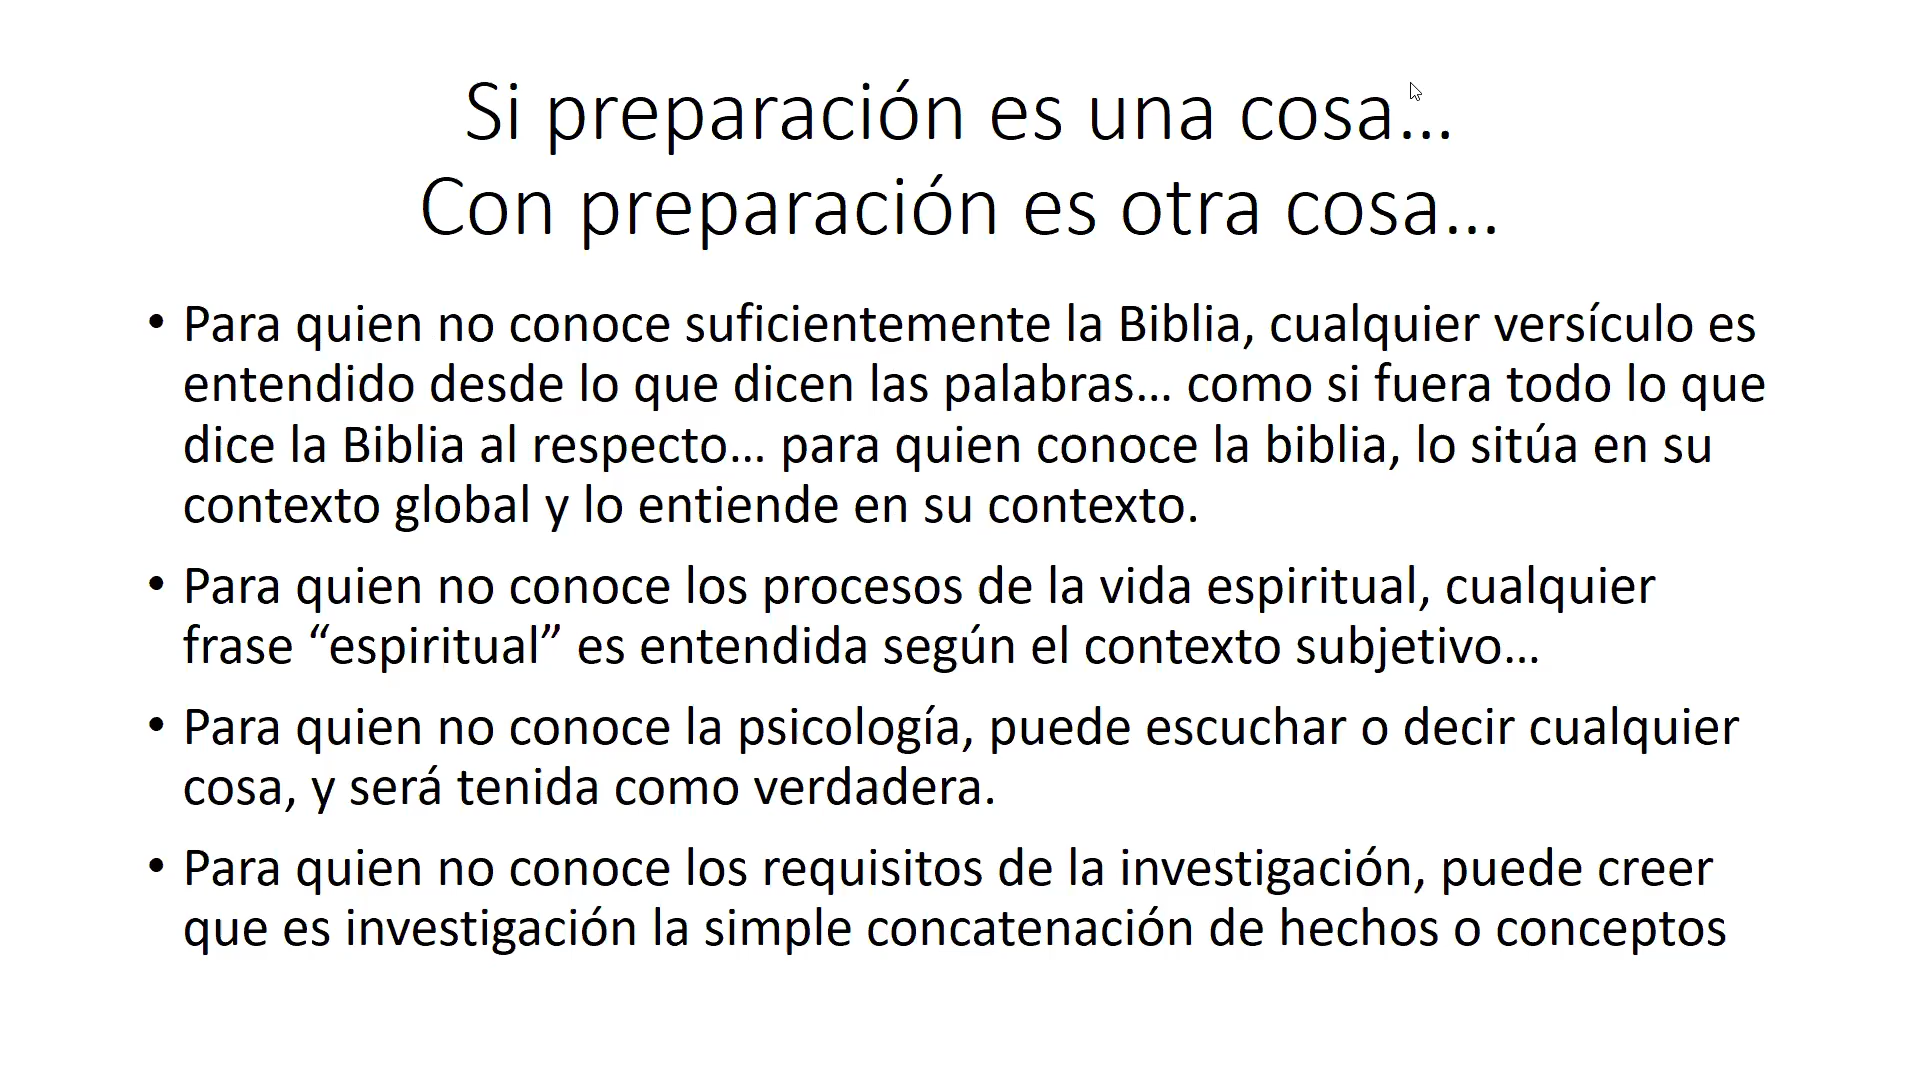 Si preparación es una cosa...
Con preparación es otra cosa...
• Para quien no conoce suficientemente la Biblia, cualquier versículo es
entendido desde lo que dicen las palabras... como si fuera todo lo que
dice la Biblia al respecto... para quien conoce la biblia, lo sitúa en su
contexto global y lo entiende en su contexto.
• Para quien no conoce los procesos de la vida espiritual, cualquier
frase “espiritual” es entendida según el contexto subjetivo...
• Para quien no conoce la psicología, puede escuchar o decir cualquier
cosa, y será tenida como verdadera.
• Para quien no conoce los requisitos de la investigación, puede creer
que es investigación la simple concatenación de hechos o conceptos